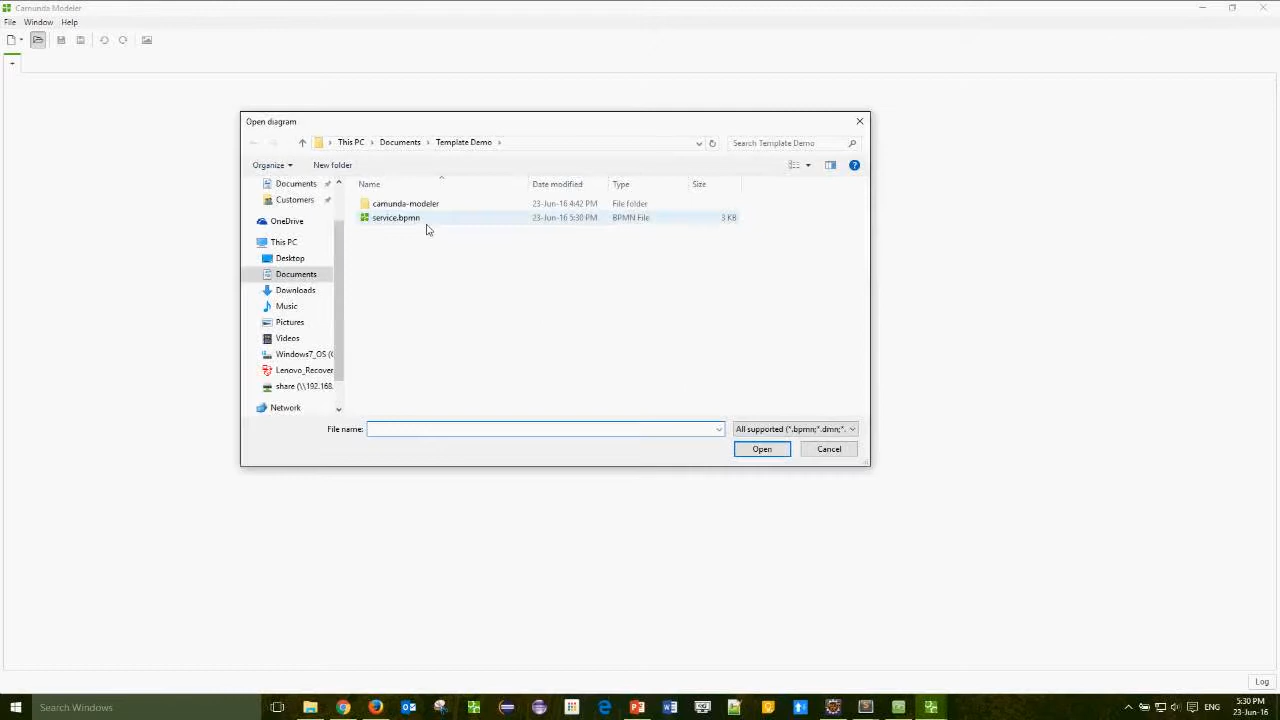 Camunda Modeler
File Window Help
+
Open diagram
This PC Documents Template Demo
Search Template Demo
Organize New folder
Name Date modified Type Size
Documents
Customers
OneDrive
This PC
Desktop
Documents
Downloads
Music
Pictures
Videos
Windows7_OS (
Lenovo_Recover
share (\\192.168.
Network
camunda-modeler 23-Jun-16 4:42 PM File folder
service.bpmn 23-Jun-16 5:30 PM BPMN File 3 KB
File name:
All supported (*.bpmn;*.dmn;*.
Open Cancel
Log
Search Windows
ENG
5:30 PM
23-Jun-16